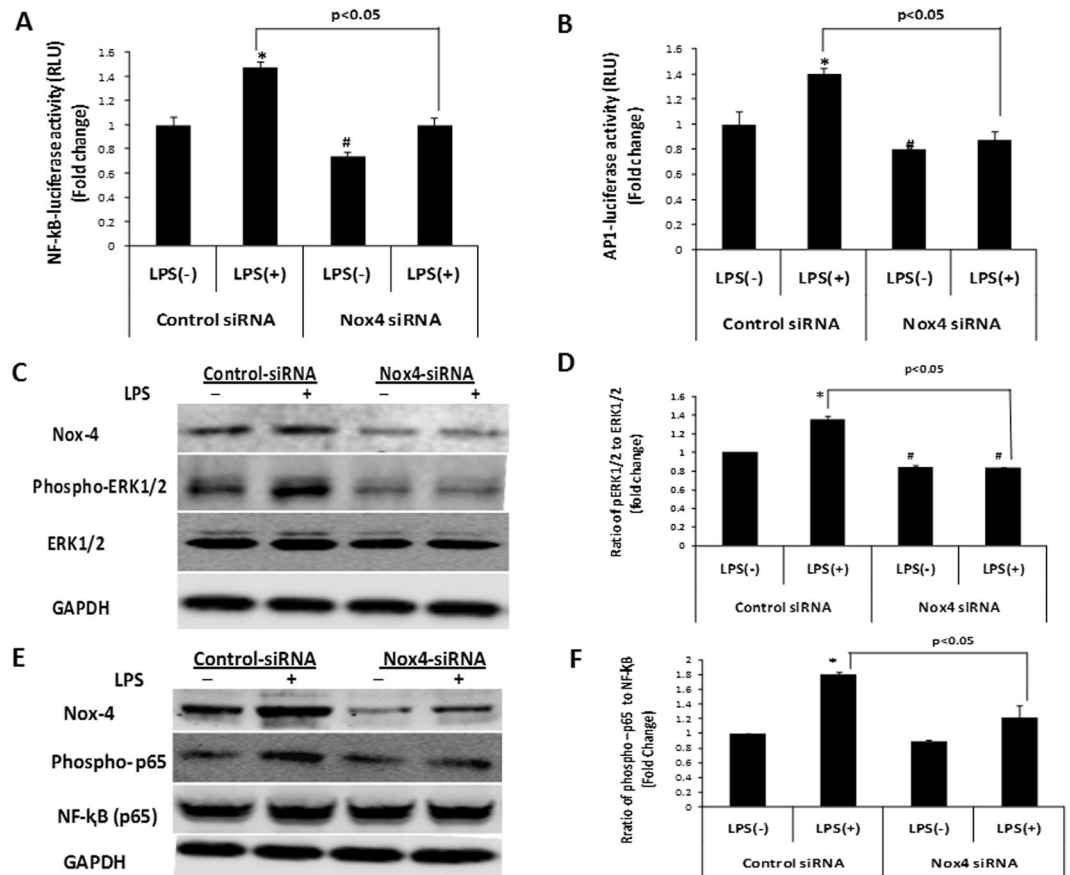 A
NF-kB-luciferase activity (RLU)
(Fold change)
p<0.05
1.6
1.4
1.2
1
0.8
0.6
0.4
0.2
0
*
#
LPS(-) LPS(+) LPS(-) LPS(+)
Control siRNA Nox4 siRNA
B
AP1-luciferase activity (RLU)
(Fold change)
p<0.05
1.6
1.4
1.2
1
0.8
0.6
0.4
0.2
0
*
#
LPS(-) LPS(+) LPS(-) LPS(+)
Control siRNA Nox4 siRNA
C
Control-siRNA Nox4-siRNA
LPS – + – +
Nox-4
Phospho-ERK1/2
ERK1/2
GAPDH
D
Ratio of pERK1/2 to ERK1/2
(fold change)
p<0.05
1.6
1.4
1.2
1
0.8
0.6
0.4
0.2
0
*
# #
LPS(-) LPS(+) LPS(-) LPS(+)
Control siRNA Nox4 siRNA
E
Control-siRNA Nox4-siRNA
LPS – + – +
Nox-4
Phospho-p65
NF-kB (p65)
GAPDH
F
Rratio of phospho-p65 to NF-kB
(Fold Change)
p<0.05
2
1.8
1.6
1.4
1.2
1
0.8
0.6
0.4
0.2
0
*
LPS(-) LPS(+) LPS(-) LPS(+)
Control siRNA Nox4 siRNA